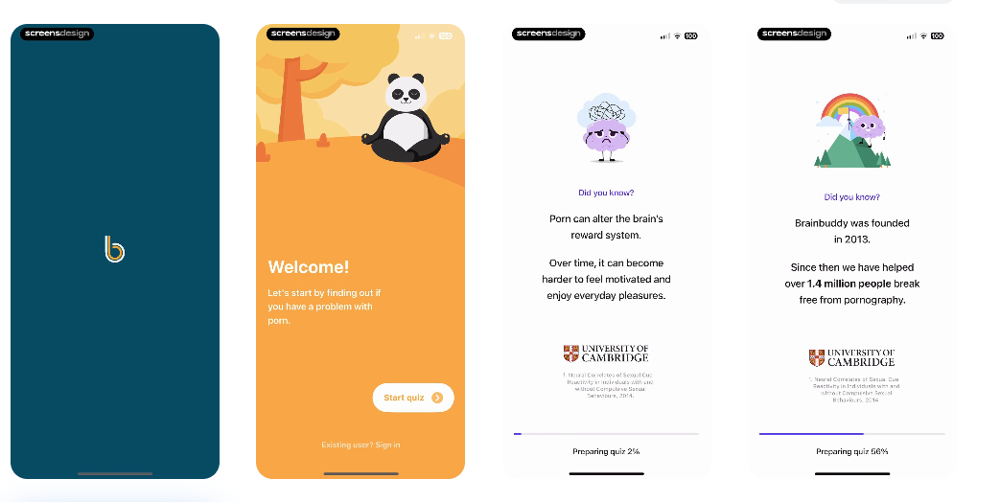 screensdesign
b
screensdesign
100
Welcome!
Let's start by finding out if
you have a problem with
porn.
Start quiz
Existing user? Sign in
screensdesign
100
Did you know?
Porn can alter the brain's
reward system.
Over time, it can become
harder to feel motivated and
enjoy everyday pleasures.
UNIVERSITY OF
CAMBRIDGE
1. Neural Correlates of Sexual Cue
Reactivity in Individuals with and
without Compulsive Sexual
Behaviours, 2014.
Preparing quiz 2%
screensdesign
100
Did you know?
Brainbuddy was founded
in 2013.
Since then we have helped
over 1.4 million people break
free from pornography.
UNIVERSITY OF
CAMBRIDGE
1. Neural Correlates of Sexual Cue
Reactivity in Individuals with and
without Compulsive Sexual
Behaviours, 2014.
Preparing quiz 56%